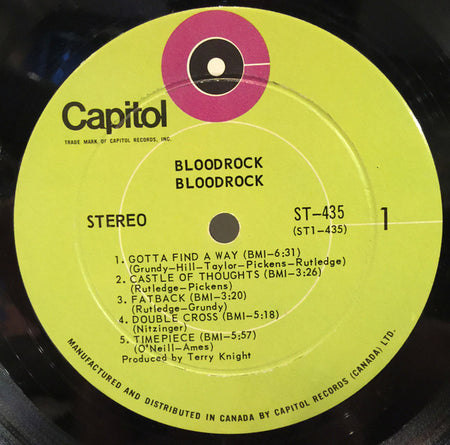 Capitol
TRADE MARK OF CAPITOL RECORDS, INC.
BLOODROCK
BLOODROCK
STEREO
ST-435
(ST1-435)
1
1. GOTTA FIND A WAY (BMI-6:31)
(Grundy-Hill-Taylor-Pickens-Rutledge)
2. CASTLE OF THOUGHTS (BMI-3:26)
(Rutledge-Pickens)
3. FATBACK (BMI-3:20)
(Rutledge-Grundy)
4. DOUBLE CROSS (BMI-5:18)
(Nitzinger)
5. TIMEPIECE (BMI-5:57)
(O'Neill-Ames)
Produced by Terry Knight
MANUFACTURED AND DISTRIBUTED IN CANADA BY CAPITOL RECORDS (CANADA) LTD.